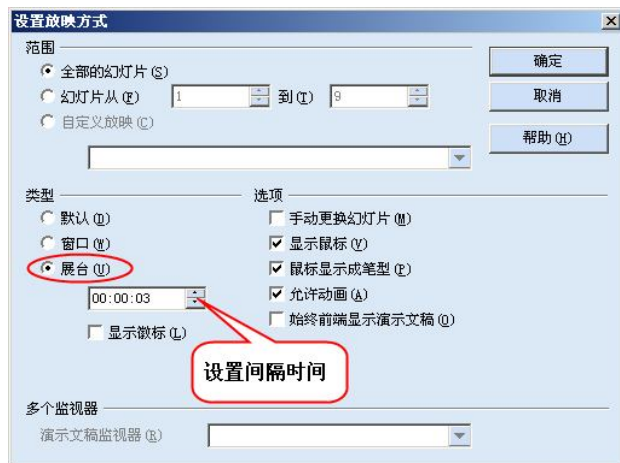 设置放映方式
范围
全部的幻灯片(S)
幻灯片从(F) 1 到(T) 9
自定义放映(C)
确定
取消
帮助(H)
类型
默认(D)
窗口(W)
展台(U)
00:00:03
显示徽标(L)
选项
手动更换幻灯片(M)
显示鼠标(V)
鼠标显示成笔型(P)
允许动画(A)
始终前端显示演示文稿(O)
设置间隔时间
多个监视器
演示文稿监视器(R)